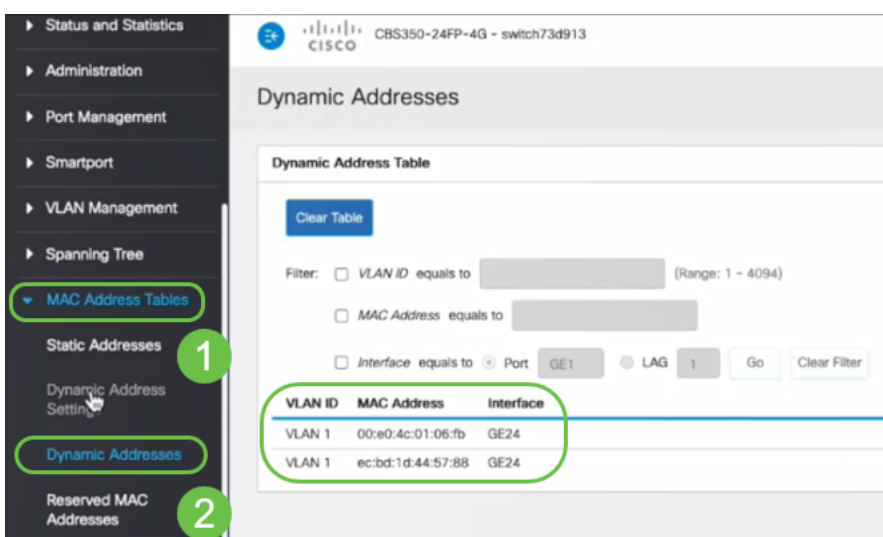 Status and Statistics
Administration
Port Management
Smartport
VLAN Management
Spanning Tree
MAC Address Tables
1
Static Addresses
Dynamic Address
Settings
Dynamic Addresses
Reserved MAC
Addresses
2
CISCO
CBS350-24FP-4G - switch73d913
Dynamic Addresses
Dynamic Address Table
Clear Table
Filter: VLAN ID equals to (Range: 1 - 4094)
MAC Address equals to
Interface equals to Port GE1 LAG 1 Go Clear Filter
VLAN ID MAC Address Interface
VLAN 1 00:e0:4c:01:06:fb GE24
VLAN 1 ec:bd:1d:44:57:88 GE24